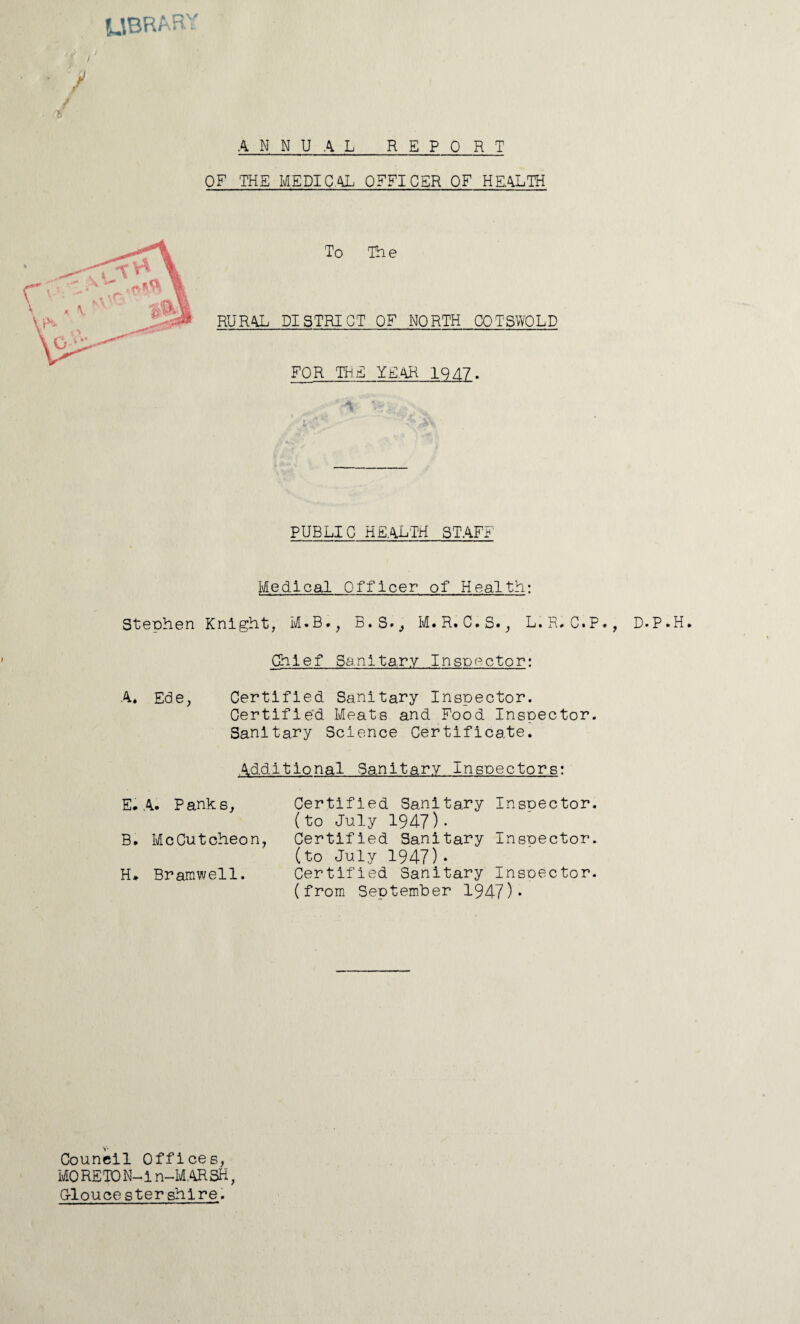 LIBRARY
ANNUAL REPORT
OF THE MEDICAL OFFICER OF HEALTH
To The
RURAL DISTRICT OF NORTH COTSWOLD
FOR THE YEAR 1947.
PUBLIC HEALTH STAFF
Medical Officer of Health:
Stephen Knight, M.B., B.S., M.R.C.S., L.R.C.P., D.P.H.
Chief Sanitary Inspector:
A. Ede, Certified Sanitary Inspector.
Certified Meats and Food Inspector.
Sanitary Science Certificate.
Additional Sanitary Inspectors:
E. A. Panks, Certified Sanitary Inspector.
(to July 1947).
B. McCutcheon, Certified Sanitary Inspector.
(to July 1947).
H. Bramwell. Certified Sanitary Inspector.
(from September 1947).
Council Offices,
MORETON-in-MARSH,
Gloucestershire.